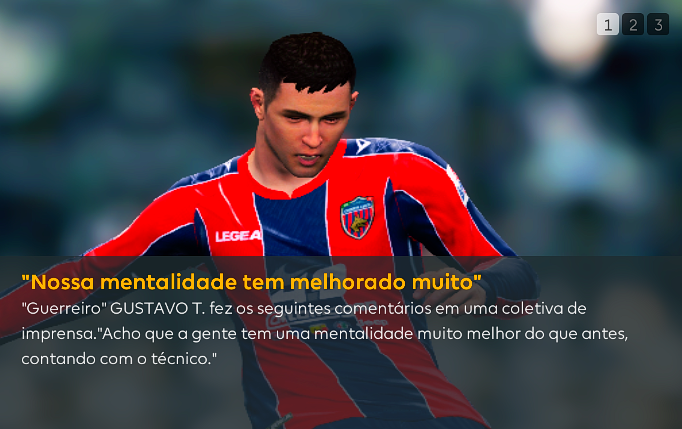 1 2 3
LEGEA
"Nossa mentalidade tem melhorado muito"
"Guerreiro" GUSTAVO T. fez os seguintes comentários em uma coletiva de
imprensa."Acho que a gente tem uma mentalidade muito melhor do que antes,
contando com o técnico."